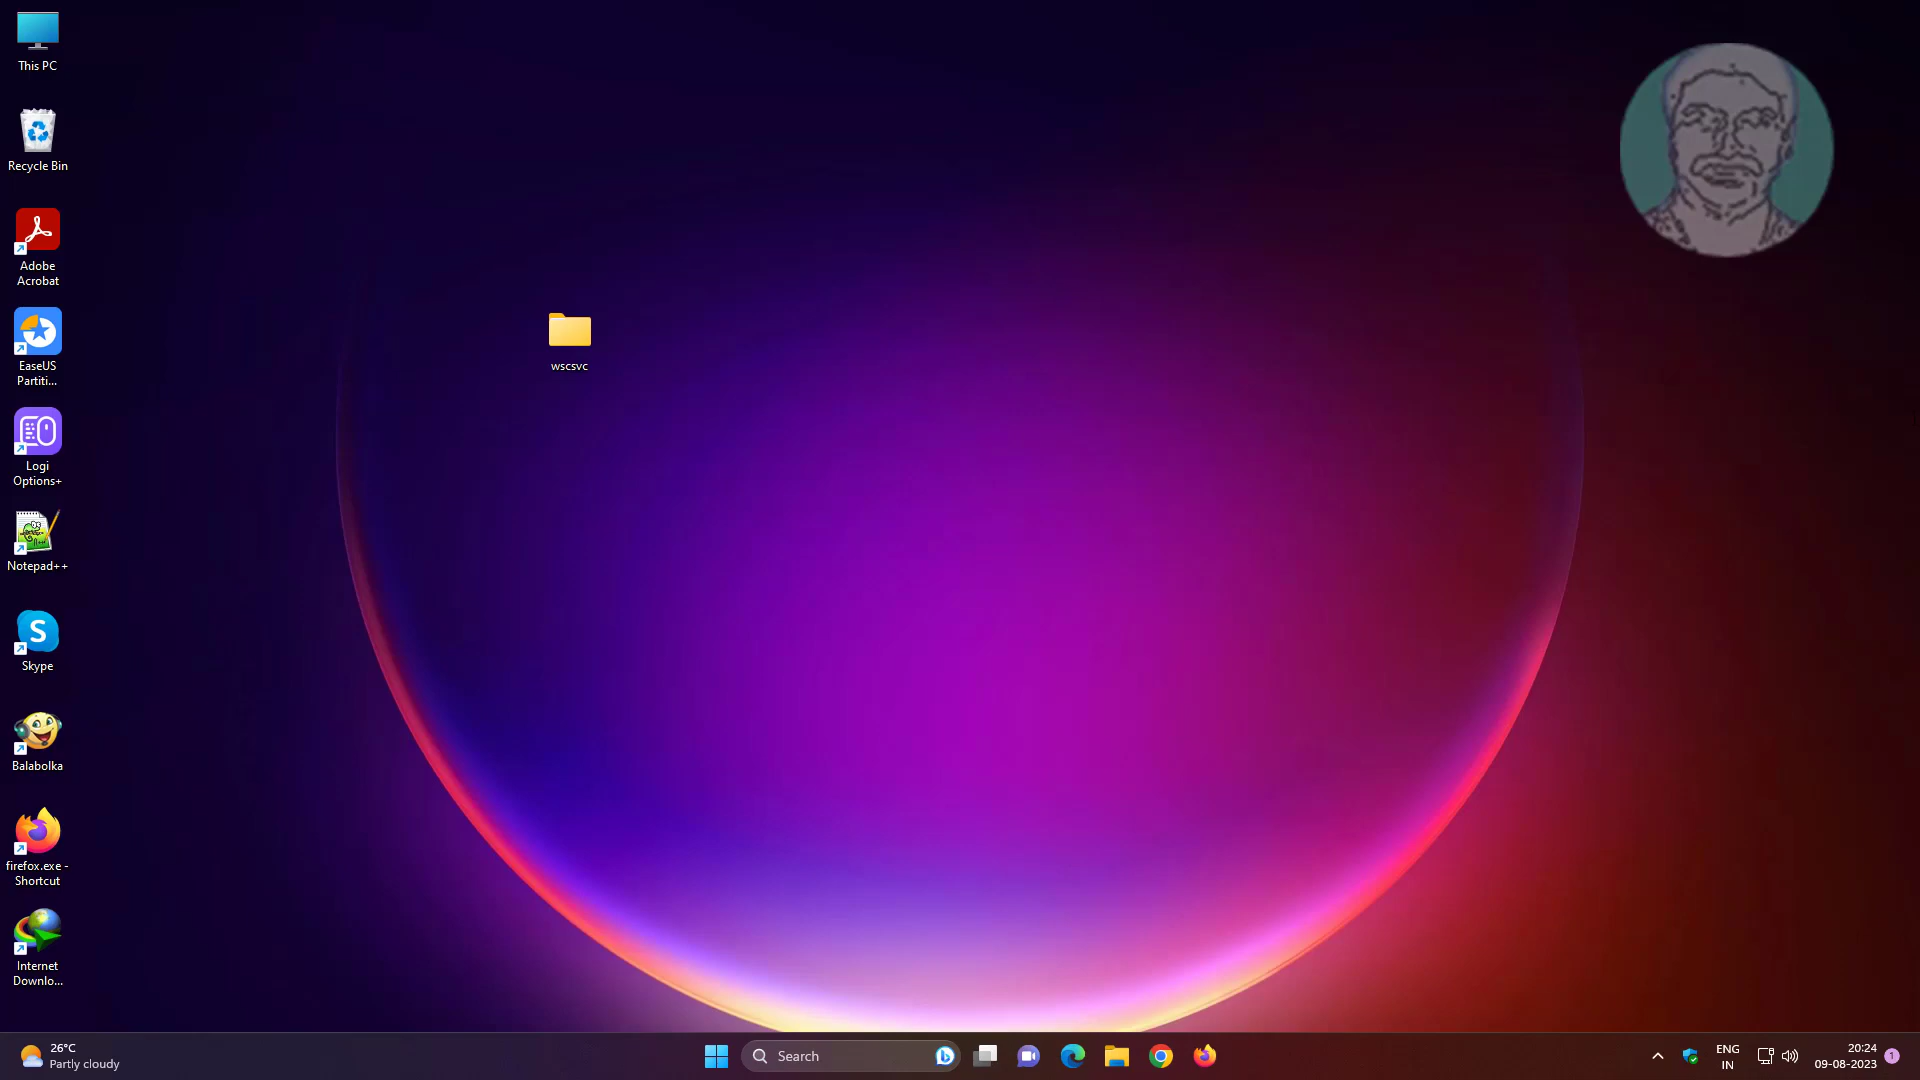 This PC
Recycle Bin
Adobe
Acrobat
EaseUS
Partiti...
Logi
Options+
Notepad++
S
Skype
Balabolka
firefox.exe -
Shortcut
Internet
Downlo...
wscsvc
26°C
Partly cloudy
Search
ENG
IN
20:24
09-08-2023
1